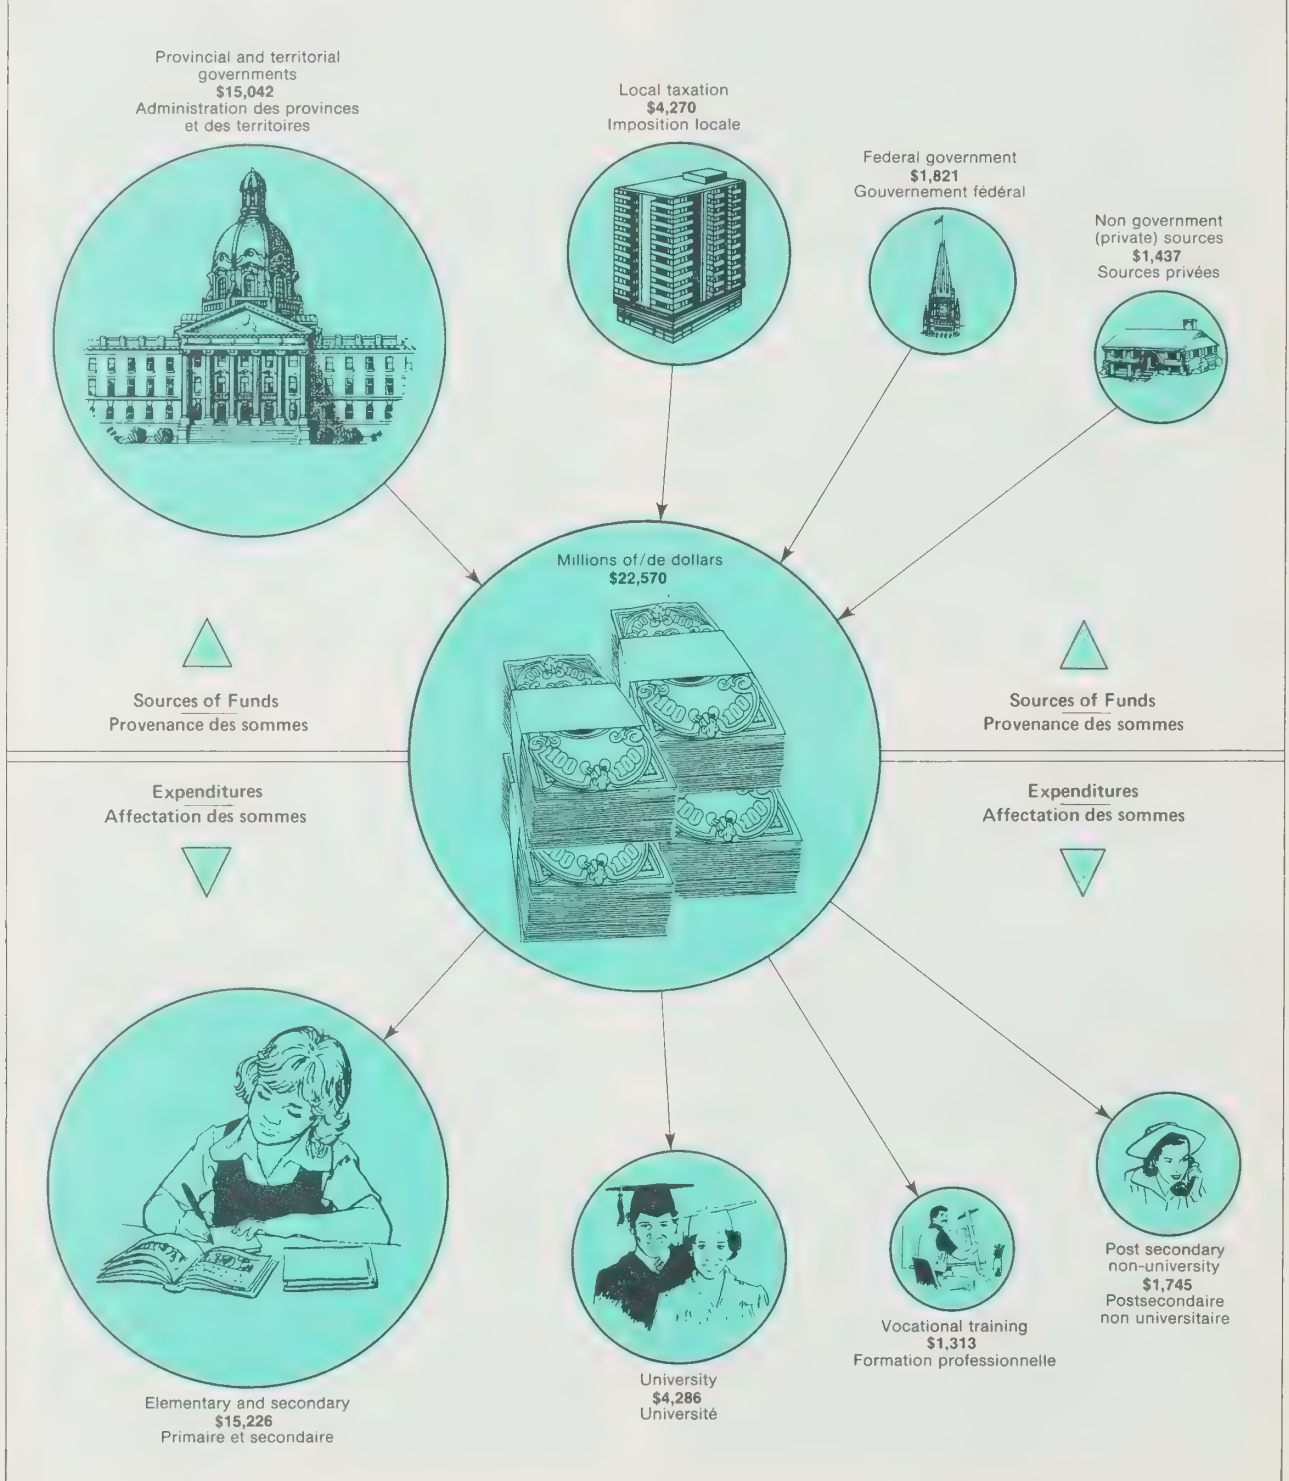 Provincial and territorial
governments
$15,042
Administration des provinces
et des territoires
Local taxation
$4,270
Imposition locale
Federal government
$1,821
Gouvernement fédéral
Non government
(private) sources
$1,437
Sources privées
Millions of/de dollars
$22,570
Sources of Funds
Provenance des sommes
Sources of Funds
Provenance des sommes
Expenditures
Affectation des sommes
Expenditures
Affectation des sommes
Elementary and secondary
$15,226
Primaire et secondaire
University
$4,286
Université
Vocational training
$1,313
Formation professionnelle
Post secondary
non-university
$1,745
Postsecondaire
non universitaire